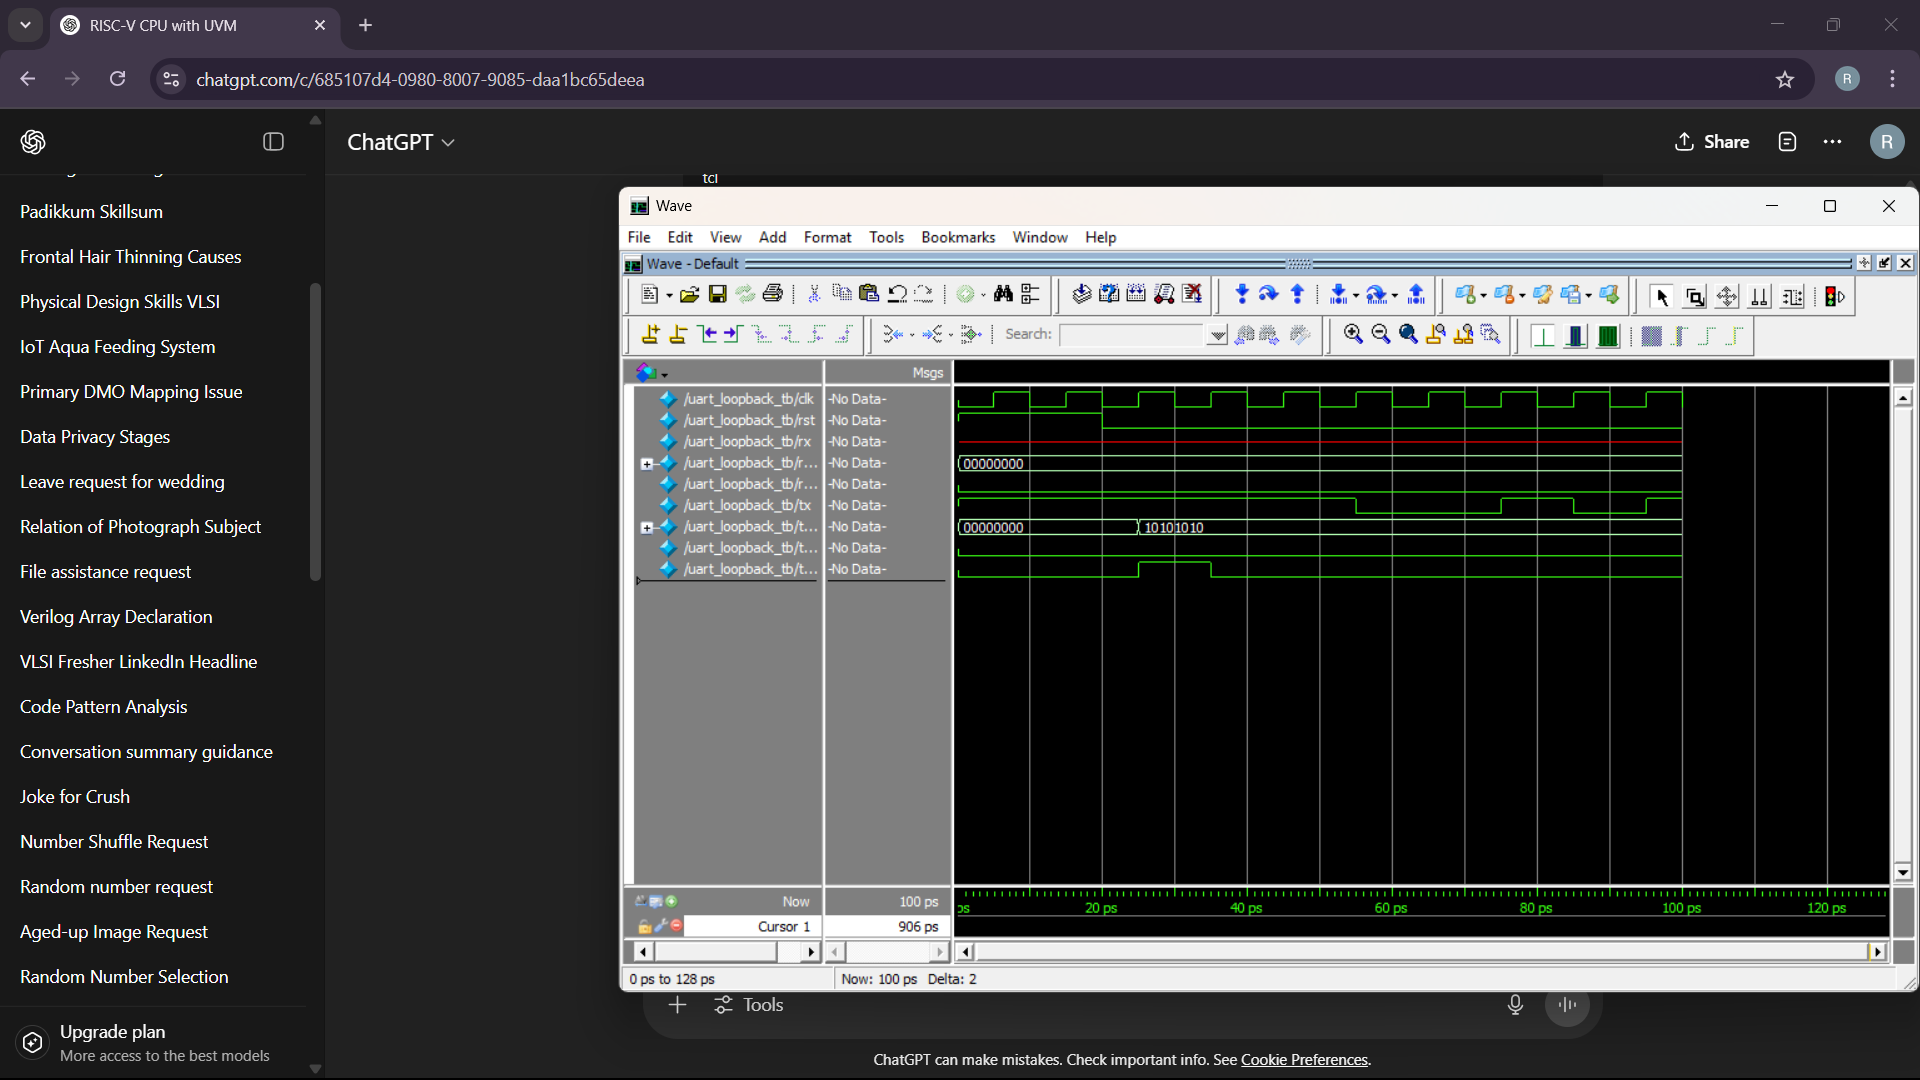 RISC-V CPU with UVM
chatgpt.com/c/685107d4-0980-8007-9085-daa1bc65deea
R
ChatGPT
Share
R
Padikkum Skillsum
Frontal Hair Thinning Causes
Physical Design Skills VLSI
IoT Aqua Feeding System
Primary DMO Mapping Issue
Data Privacy Stages
Leave request for wedding
Relation of Photograph Subject
File assistance request
Verilog Array Declaration
VLSI Fresher LinkedIn Headline
Code Pattern Analysis
Conversation summary guidance
Joke for Crush
Number Shuffle Request
Random number request
Aged-up Image Request
Random Number Selection
Upgrade plan
More access to the best models
tcl
Wave
File Edit View Add Format Tools Bookmarks Window Help
Wave - Default
Search:
Msgs
/uart_loopback_tb/clk -No Data-
/uart_loopback_tb/rst -No Data-
/uart_loopback_tb/rx -No Data-
/uart_loopback_tb/r... -No Data- 00000000
/uart_loopback_tb/r... -No Data-
/uart_loopback_tb/tx -No Data-
/uart_loopback_tb/t... -No Data- 00000000 10101010
/uart_loopback_tb/t... -No Data-
/uart_loopback_tb/t... -No Data-
Now 100 ps
ps 20 ps 40 ps 60 ps 80 ps 100 ps 120 ps
Cursor 1 906 ps
0 ps to 128 ps Now: 100 ps Delta: 2
Tools
ChatGPT can make mistakes. Check important info. See Cookie Preferences.